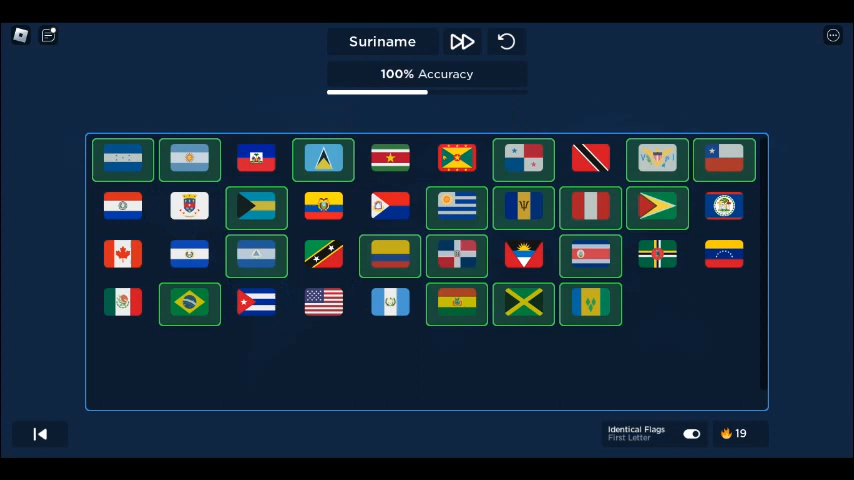 Suriname
100% Accuracy
Identical Flags
First Letter
19